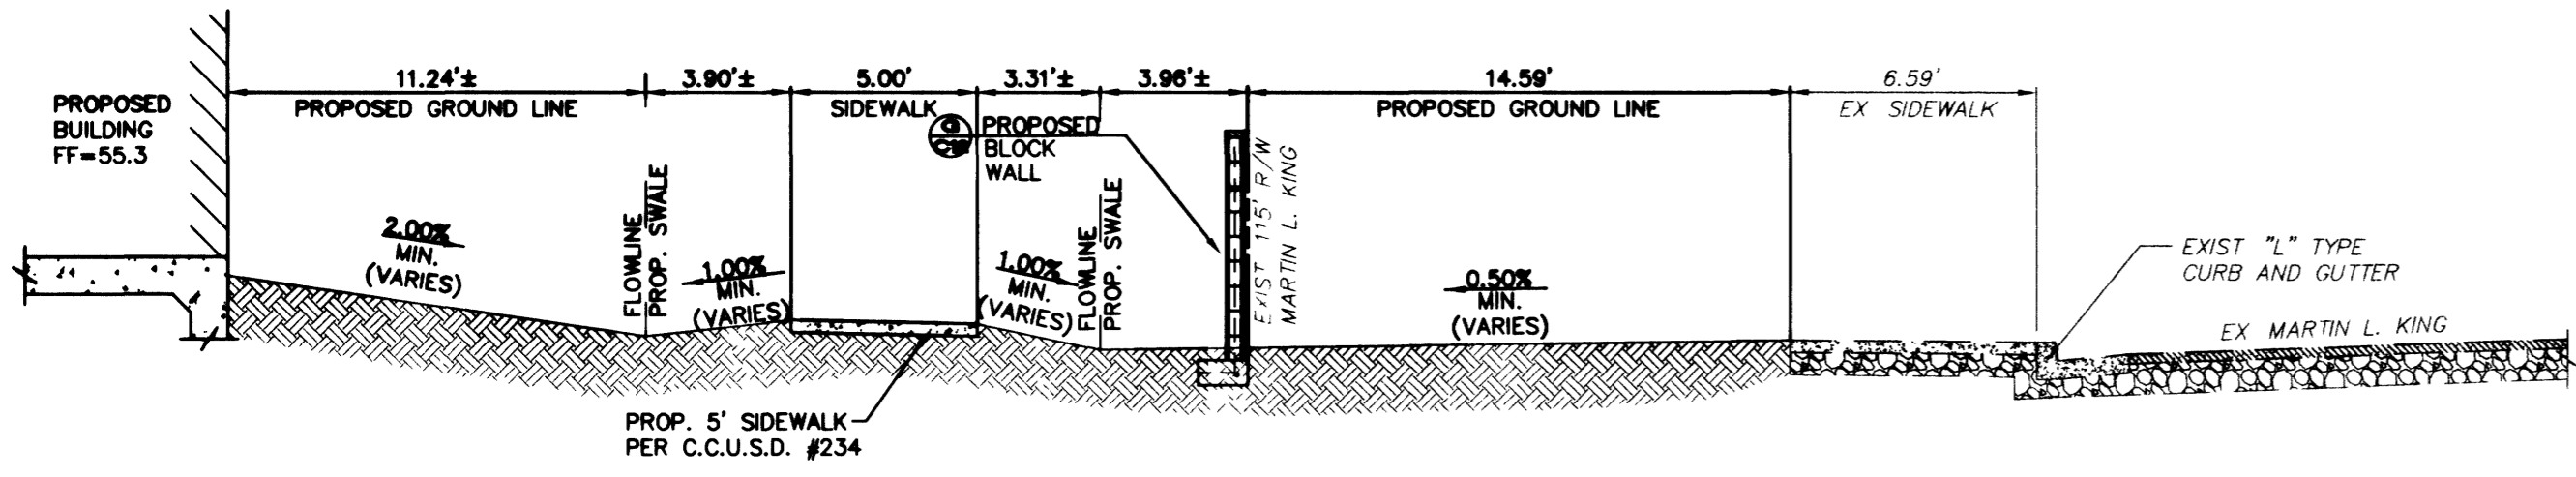 11.24'±
3.90'±
5.00'
3.31'±
3.96'±
14.59'
6.59'
PROPOSED GROUND LINE
SIDEWALK
PROPOSED GROUND LINE
EX SIDEWALK
PROPOSED
BUILDING
FF=55.3
PROPOSED
BLOCK
WALL
2.00%
MIN.
(VARIES)
FLOWLINE
PROP. SWALE
1.00%
MIN.
(VARIES)
1.00%
MIN.
(VARIES)
FLOWLINE
PROP. SWALE
EXIST 115' R/W
MARTIN L. KING
0.50%
MIN.
(VARIES)
EXIST "L" TYPE
CURB AND GUTTER
EX MARTIN L. KING
PROP. 5' SIDEWALK
PER C.C.U.S.D. #234